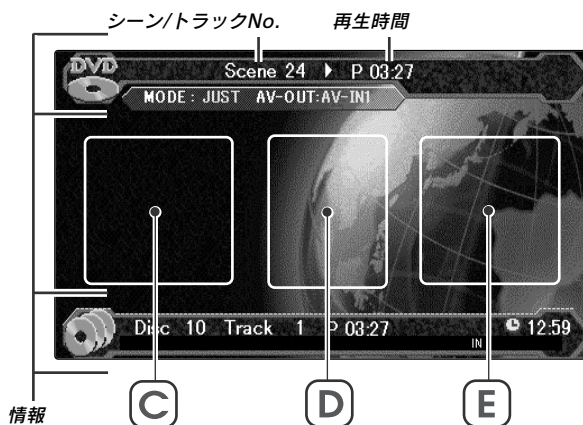 シーン/トラックNo. 再生時間
DVD Scene 24 P 03:27
MODE : JUST AV-OUT:AV-IN1
Disc 10 Track 1 P 03:27 12:59
IN
情報 C D E